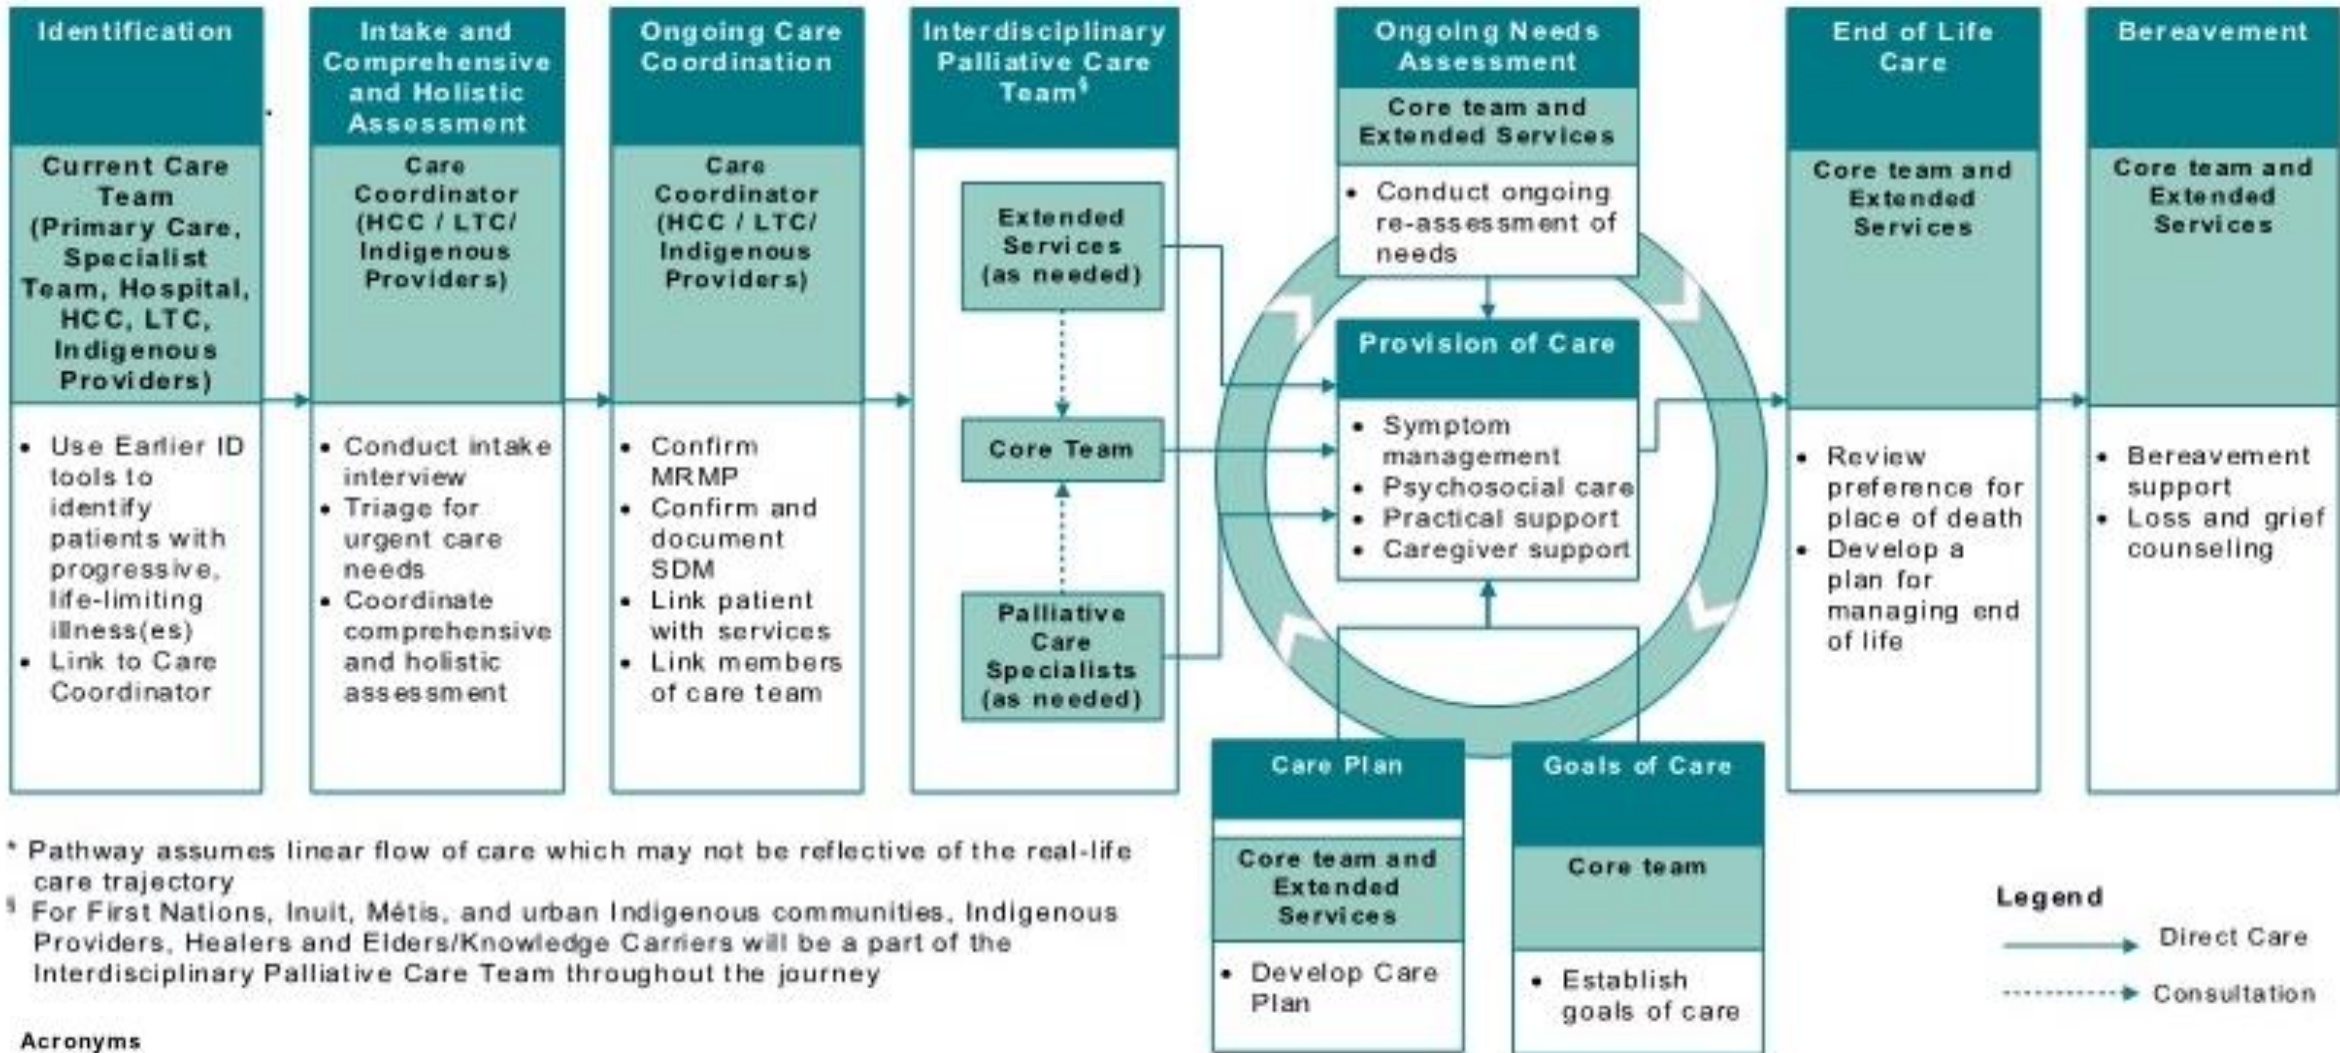 Identification
Current Care
Team
(Primary Care,
Specialist
Team, Hospital,
HCC, LTC,
Indigenous
Providers)
• Use Earlier ID
tools to
identify
patients with
progressive,
life-limiting
illness(es)
• Link to Care
Coordinator
Intake and
Comprehensive
and Holistic
Assessment
Care
Coordinator
(HCC / LTC/
Indigenous
Providers)
• Conduct intake
interview
• Triage for
urgent care
needs
• Coordinate
comprehensive
and holistic
assessment
Ongoing Care
Coordination
Care
Coordinator
(HCC / LTC/
Indigenous
Providers)
• Confirm
MRMP
• Confirm and
document
SDM
• Link patient
with services
• Link members
of care team
Interdisciplinary
Palliative Care
Team§
Extended
Services
(as needed)
Core Team
Palliative
Care
Specialists
(as needed)
Ongoing Needs
Assessment
Core team and
Extended Services
• Conduct ongoing
re-assessment of
needs
Provision of Care
• Symptom
management
• Psychosocial care
• Practical support
• Caregiver support
Care Plan
Core team and
Extended
Services
• Develop Care
Plan
Goals of Care
Core team
• Establish
goals of care
End of Life
Care
Core team and
Extended
Services
• Review
preference for
place of death
• Develop a
plan for
managing end
of life
Bereavement
Core team and
Extended
Services
• Bereavement
support
• Loss and grief
counseling
* Pathway assumes linear flow of care which may not be reflective of the real-life
care trajectory
§ For First Nations, Inuit, Métis, and urban Indigenous communities, Indigenous
Providers, Healers and Elders/Knowledge Carriers will be a part of the
Interdisciplinary Palliative Care Team throughout the journey
Acronyms
Legend
Direct Care
Consultation